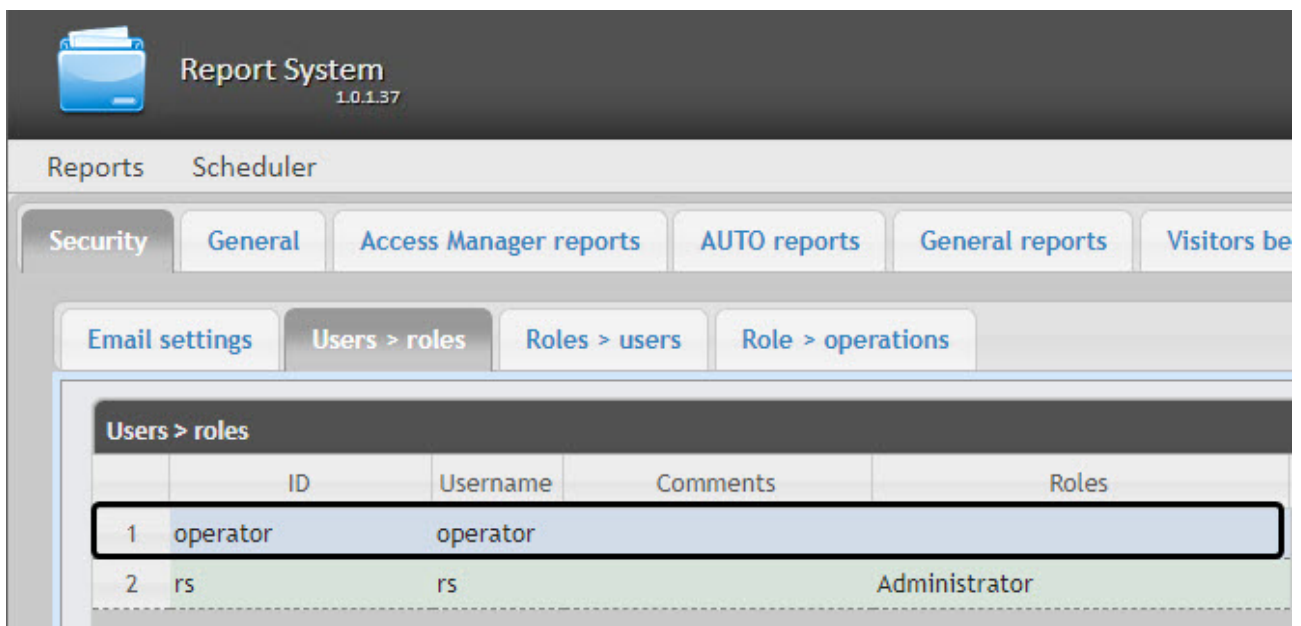 Report System
1.0.1.37
Reports Scheduler
Security General Access Manager reports AUTO reports General reports Visitors be
Email settings Users > roles Roles > users Role > operations
Users > roles
ID Username Comments Roles
1 operator operator
2 rs rs Administrator